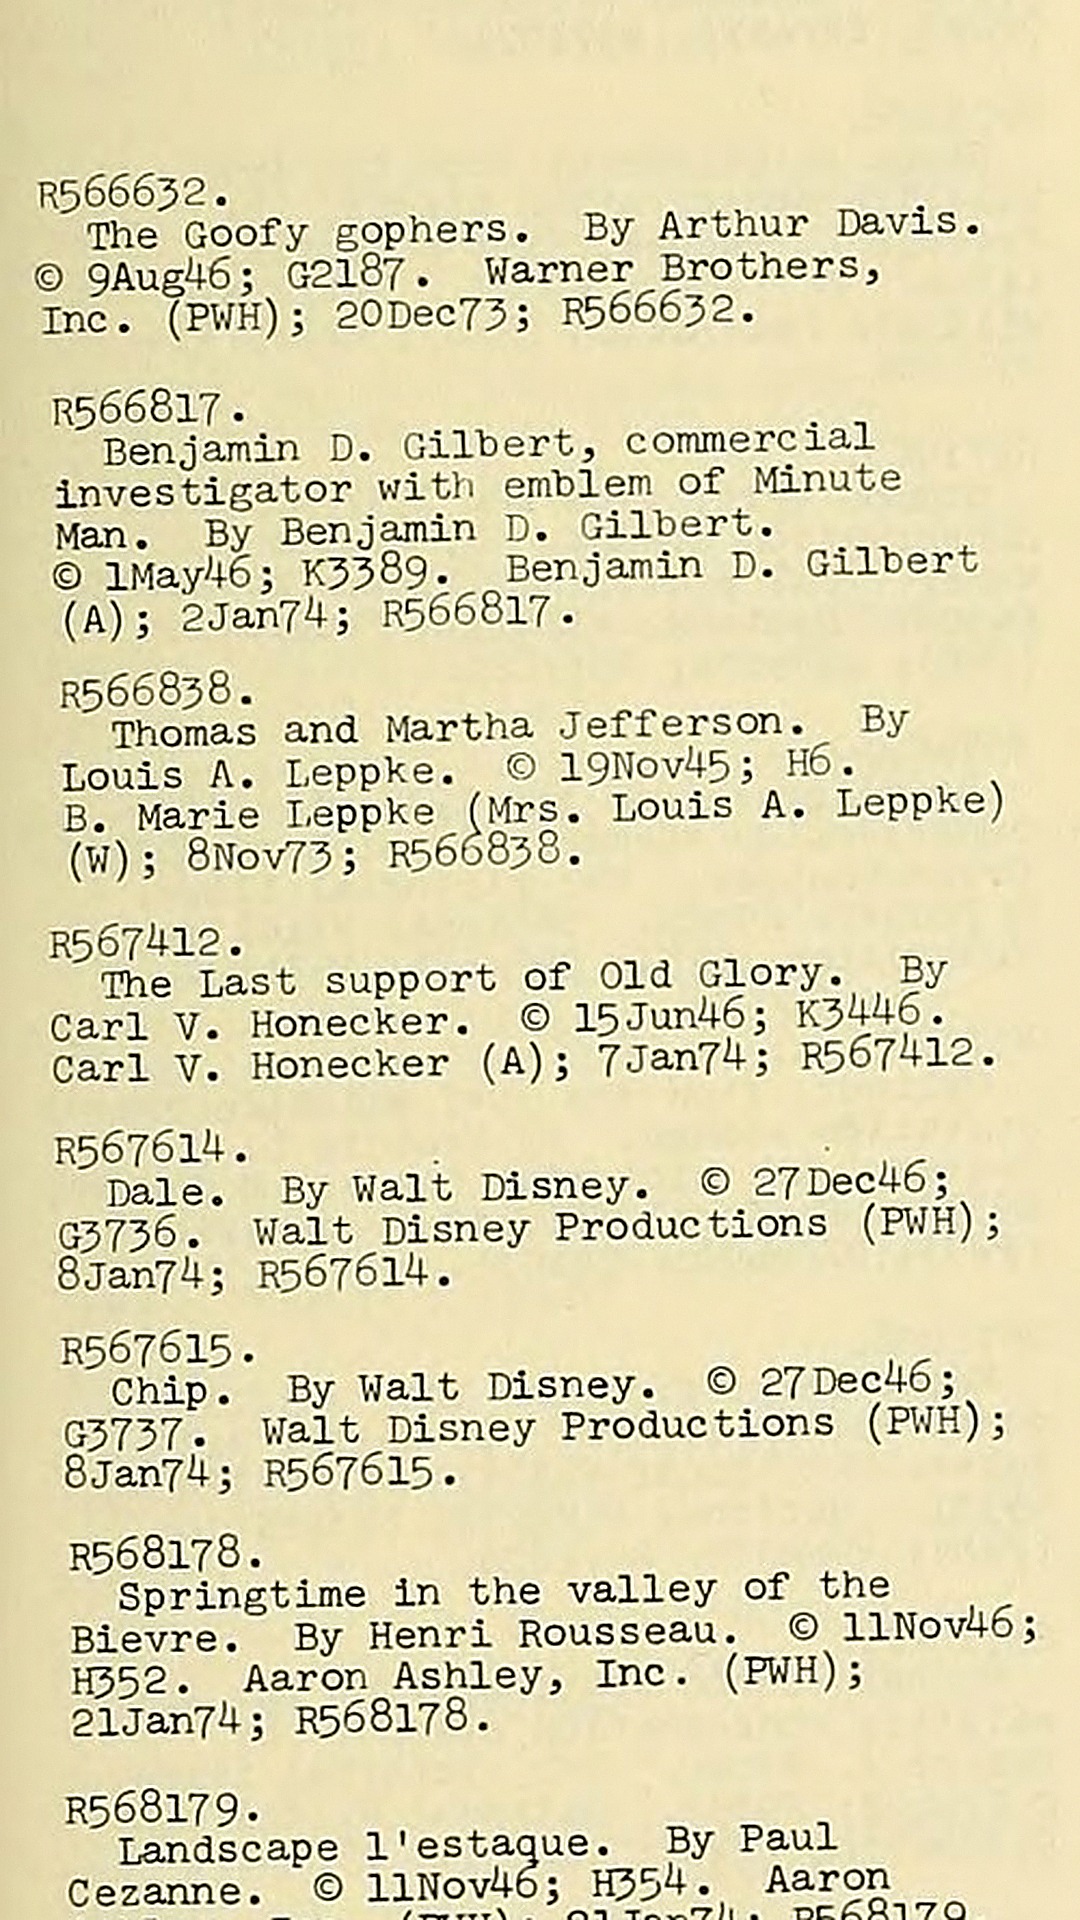 R566632.
The Goofy gophers. By Arthur Davis.
© 9Aug46; G2187. Warner Brothers,
Inc. (PWH); 20Dec73; R566632.
R566817.
Benjamin D. Gilbert, commercial
investigator with emblem of Minute
Man. By Benjamin D. Gilbert.
© 1May46; K3389. Benjamin D. Gilbert
(A); 2Jan74; R566817.
R566838.
Thomas and Martha Jefferson. By
Louis A. Leppke. © 19Nov45; H6.
B. Marie Leppke (Mrs. Louis A. Leppke)
(W); 8Nov73; R566838.
R567412.
The Last support of Old Glory. By
Carl V. Honecker. © 15Jun46; K3446.
Carl V. Honecker (A); 7Jan74; R567412.
R567614.
Dale. By Walt Disney. © 27Dec46;
G3736. Walt Disney Productions (PWH);
8Jan74; R567614.
R567615.
Chip. By Walt Disney. © 27Dec46;
G3737. Walt Disney Productions (PWH);
8Jan74; R567615.
R568178.
Springtime in the valley of the
Bievre. By Henri Rousseau. © 11Nov46;
H352. Aaron Ashley, Inc. (PWH);
21Jan74; R568178.
R568179.
Landscape l'estaque. By Paul
Cezanne. © 11Nov46; H354. Aaron
(PWH); 21Jan74; R568179